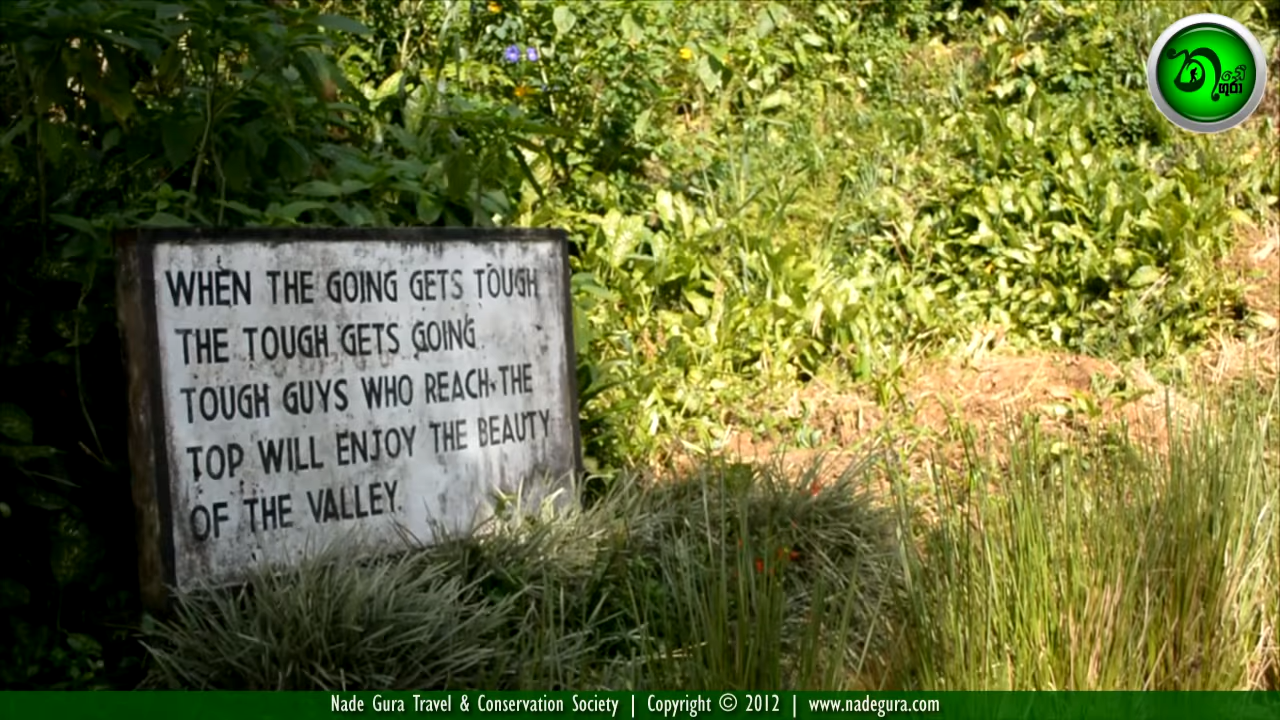 නඩේ
ගුරා
WHEN THE GOING GETS TOUGH
THE TOUGH GETS GOING
TOUGH GUYS WHO REACH THE
TOP WILL ENJOY THE BEAUTY
OF THE VALLEY.
Nade Gura Travel & Conservation Society | Copyright © 2012 | www.nadegura.com